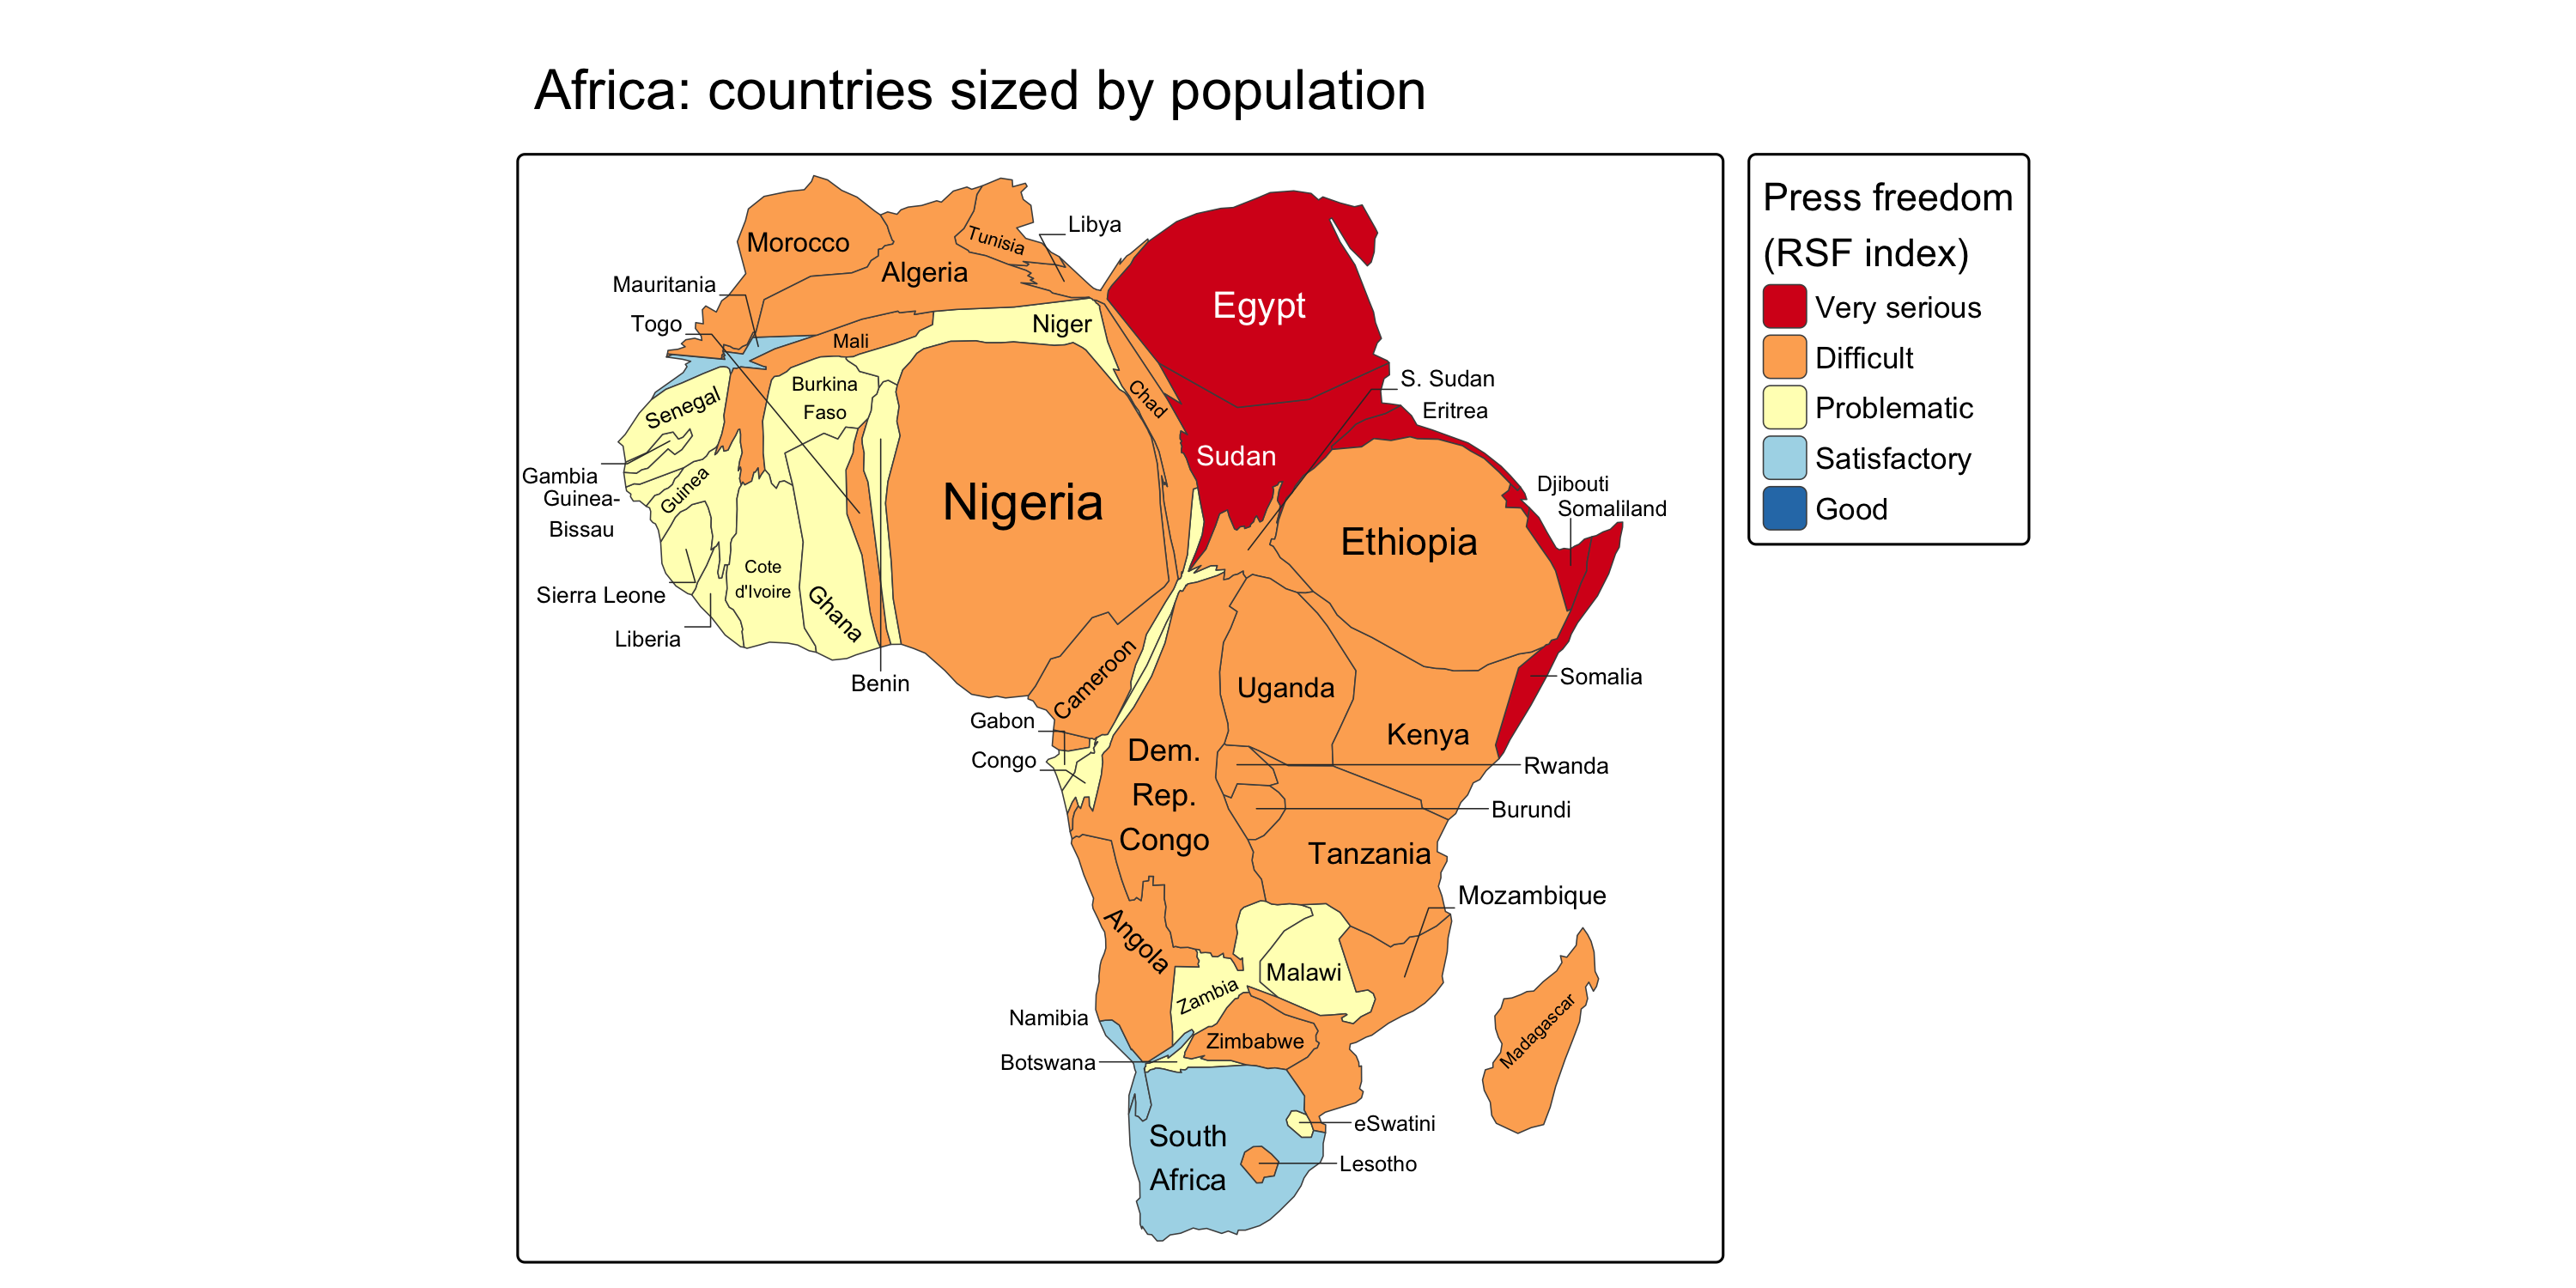 Africa: countries sized by population
Press freedom
(RSF index)
Very serious
Difficult
Problematic
Satisfactory
Good
Libya
Morocco
Tunisia
Algeria
Mauritania
Egypt
Togo
Niger
Mali
S. Sudan
Burkina
Faso
Chad
Eritrea
Senegal
Sudan
Gambia
Guinea
Guinea-
Bissau
Nigeria
Djibouti
Somaliland
Ethiopia
Cote
d'Ivoire
Sierra Leone
Ghana
Liberia
Benin
Cameroon
Somalia
Uganda
Gabon
Kenya
Congo
Dem.
Rep.
Congo
Rwanda
Burundi
Tanzania
Mozambique
Angola
Malawi
Zambia
Namibia
Zimbabwe
Madagascar
Botswana
eSwatini
South
Africa
Lesotho